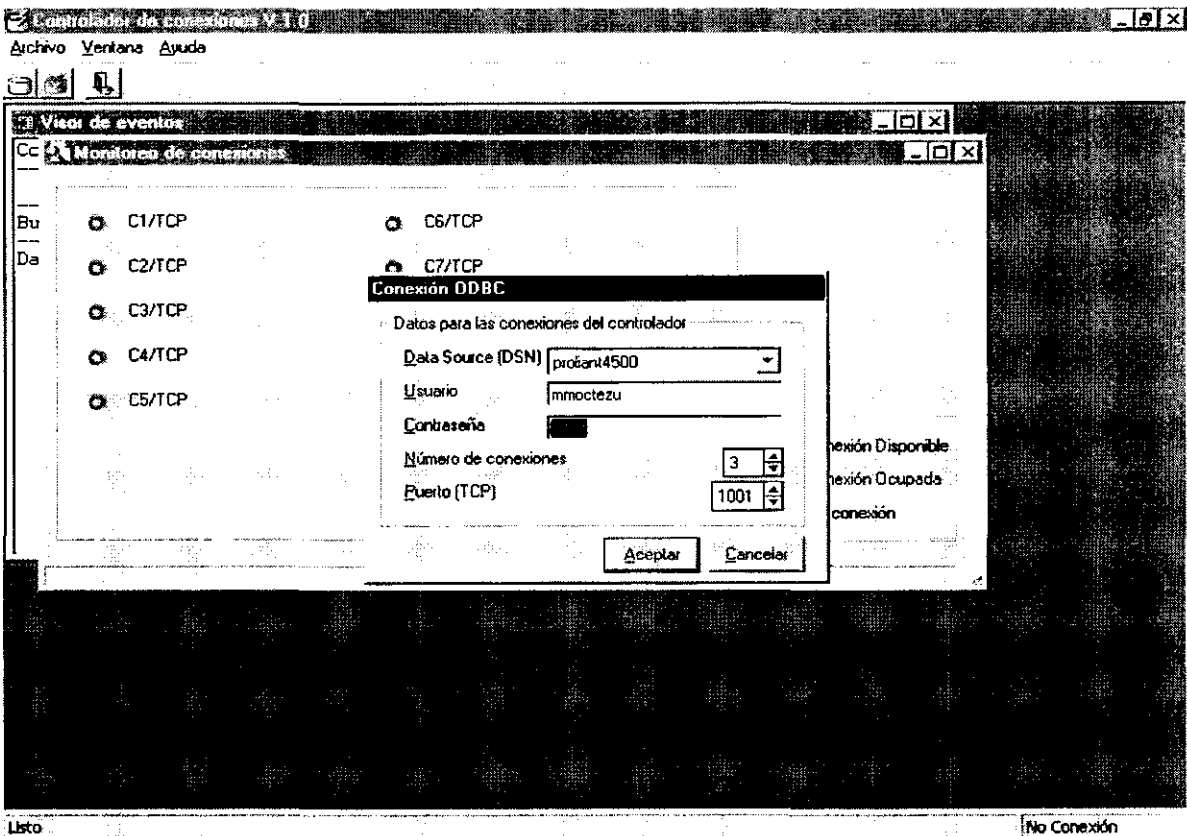 Controlador de conexiones V 1.0
Archivo Ventana Ayuda
Visor de eventos
Cc
Monitoreo de conexiones
Bu
Da
C1/TCP
C2/TCP
C3/TCP
C4/TCP
C5/TCP
C6/TCP
C7/TCP
Conexión ODBC
Datos para las conexiones del controlador
Data Source (DSN) proliant4500
Usuario mmoctezu
Contraseña
Número de conexiones 3
Puerto (TCP) 1001
Aceptar Cancelar
nexión Disponible
nexión Ocupada
conexión
Listo No Conexión